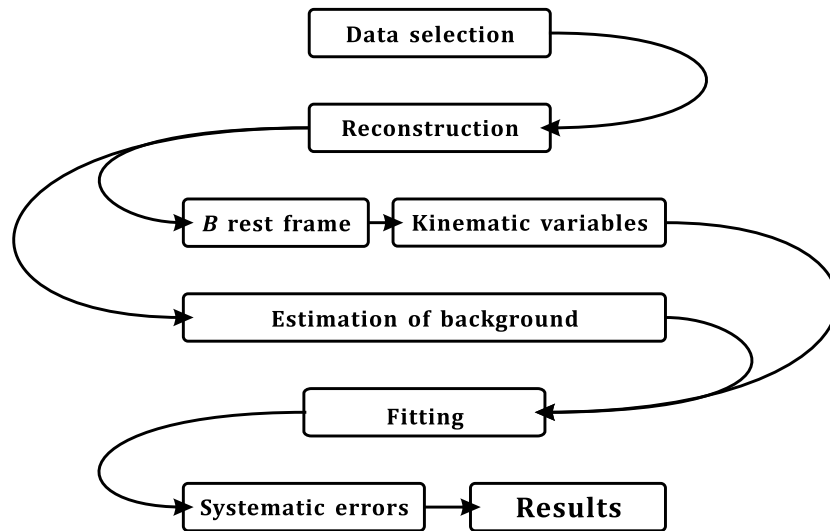 Data selection
Reconstruction
B rest frame
Kinematic variables
Estimation of background
Fitting
Systematic errors
Results